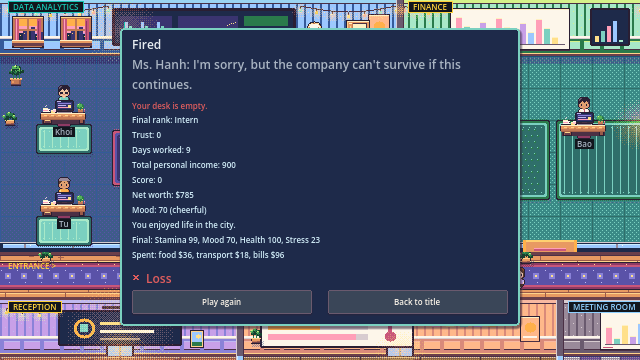 DATA ANALYTICS
FINANCE
Fired
Ms. Hanh: I'm sorry, but the company can't survive if this
continues.
Your desk is empty.
Final rank: Intern
Trust: 0
Days worked: 9
Total personal income: 900
Score: 0
Net worth: $785
Mood: 70 (cheerful)
You enjoyed life in the city.
Final: Stamina 99, Mood 70, Health 100, Stress 23
Spent: food $36, transport $18, bills $96
× Loss
Play again
Back to title
Khoi
Bao
Tu
ENTRANCE >
RECEPTION
MEETING ROOM